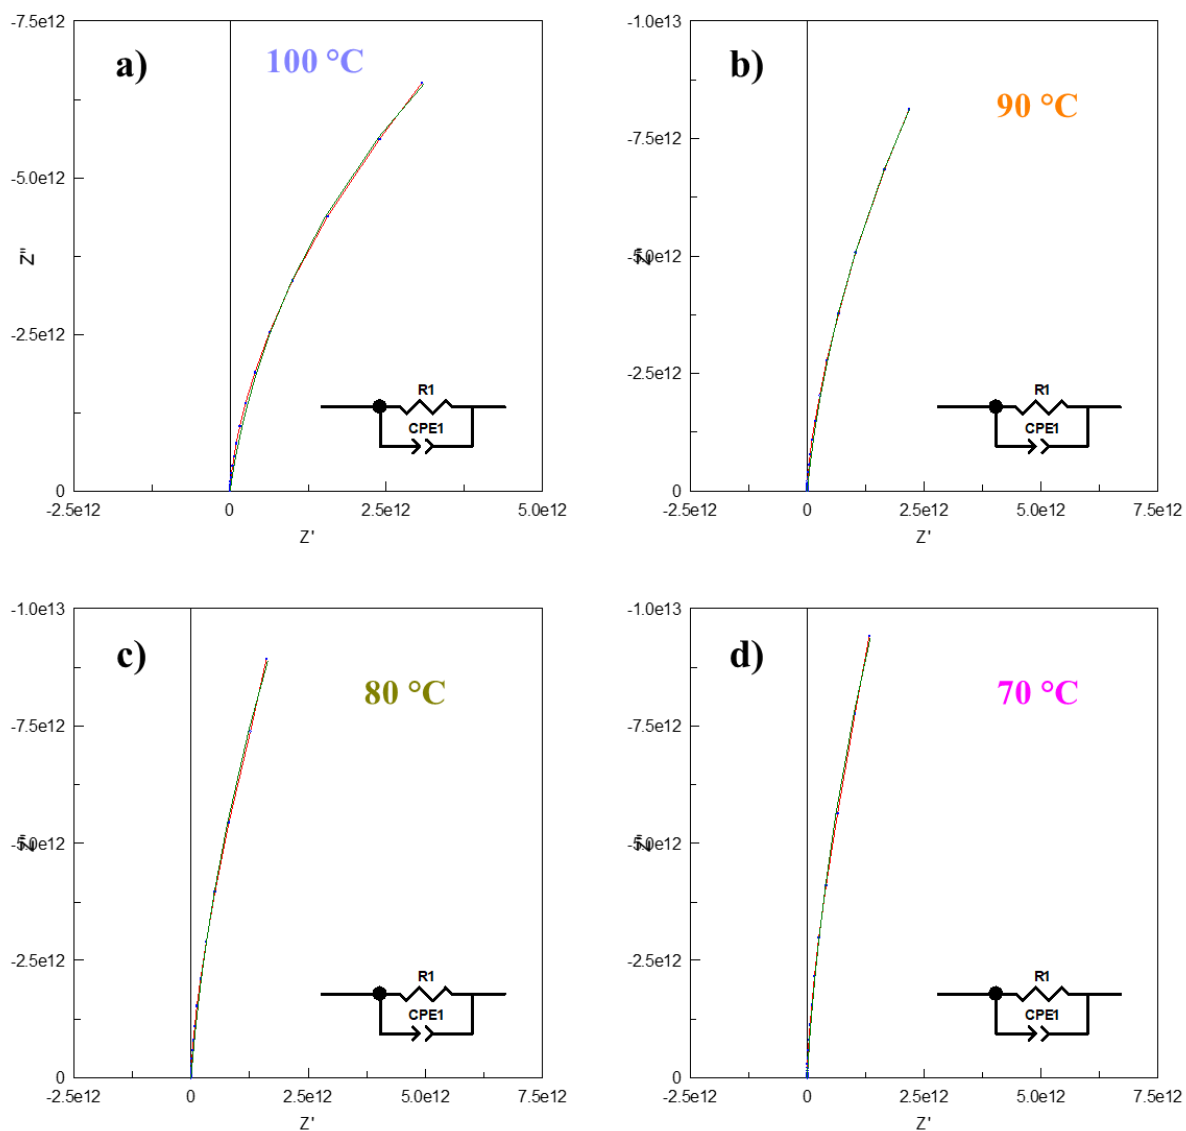 a)
100 °C
-7.5e12
-5.0e12
-2.5e12
0
Z''
R1
CPE1
-2.5e12
0
2.5e12
5.0e12
Z'
b)
90 °C
-1.0e13
-7.5e12
-5.0e12
-2.5e12
0
Z''
R1
CPE1
-2.5e12
0
2.5e12
5.0e12
7.5e12
Z'
c)
80 °C
-1.0e13
-7.5e12
-5.0e12
-2.5e12
0
Z''
R1
CPE1
-2.5e12
0
2.5e12
5.0e12
7.5e12
Z'
d)
70 °C
-1.0e13
-7.5e12
-5.0e12
-2.5e12
0
Z''
R1
CPE1
-2.5e12
0
2.5e12
5.0e12
7.5e12
Z'